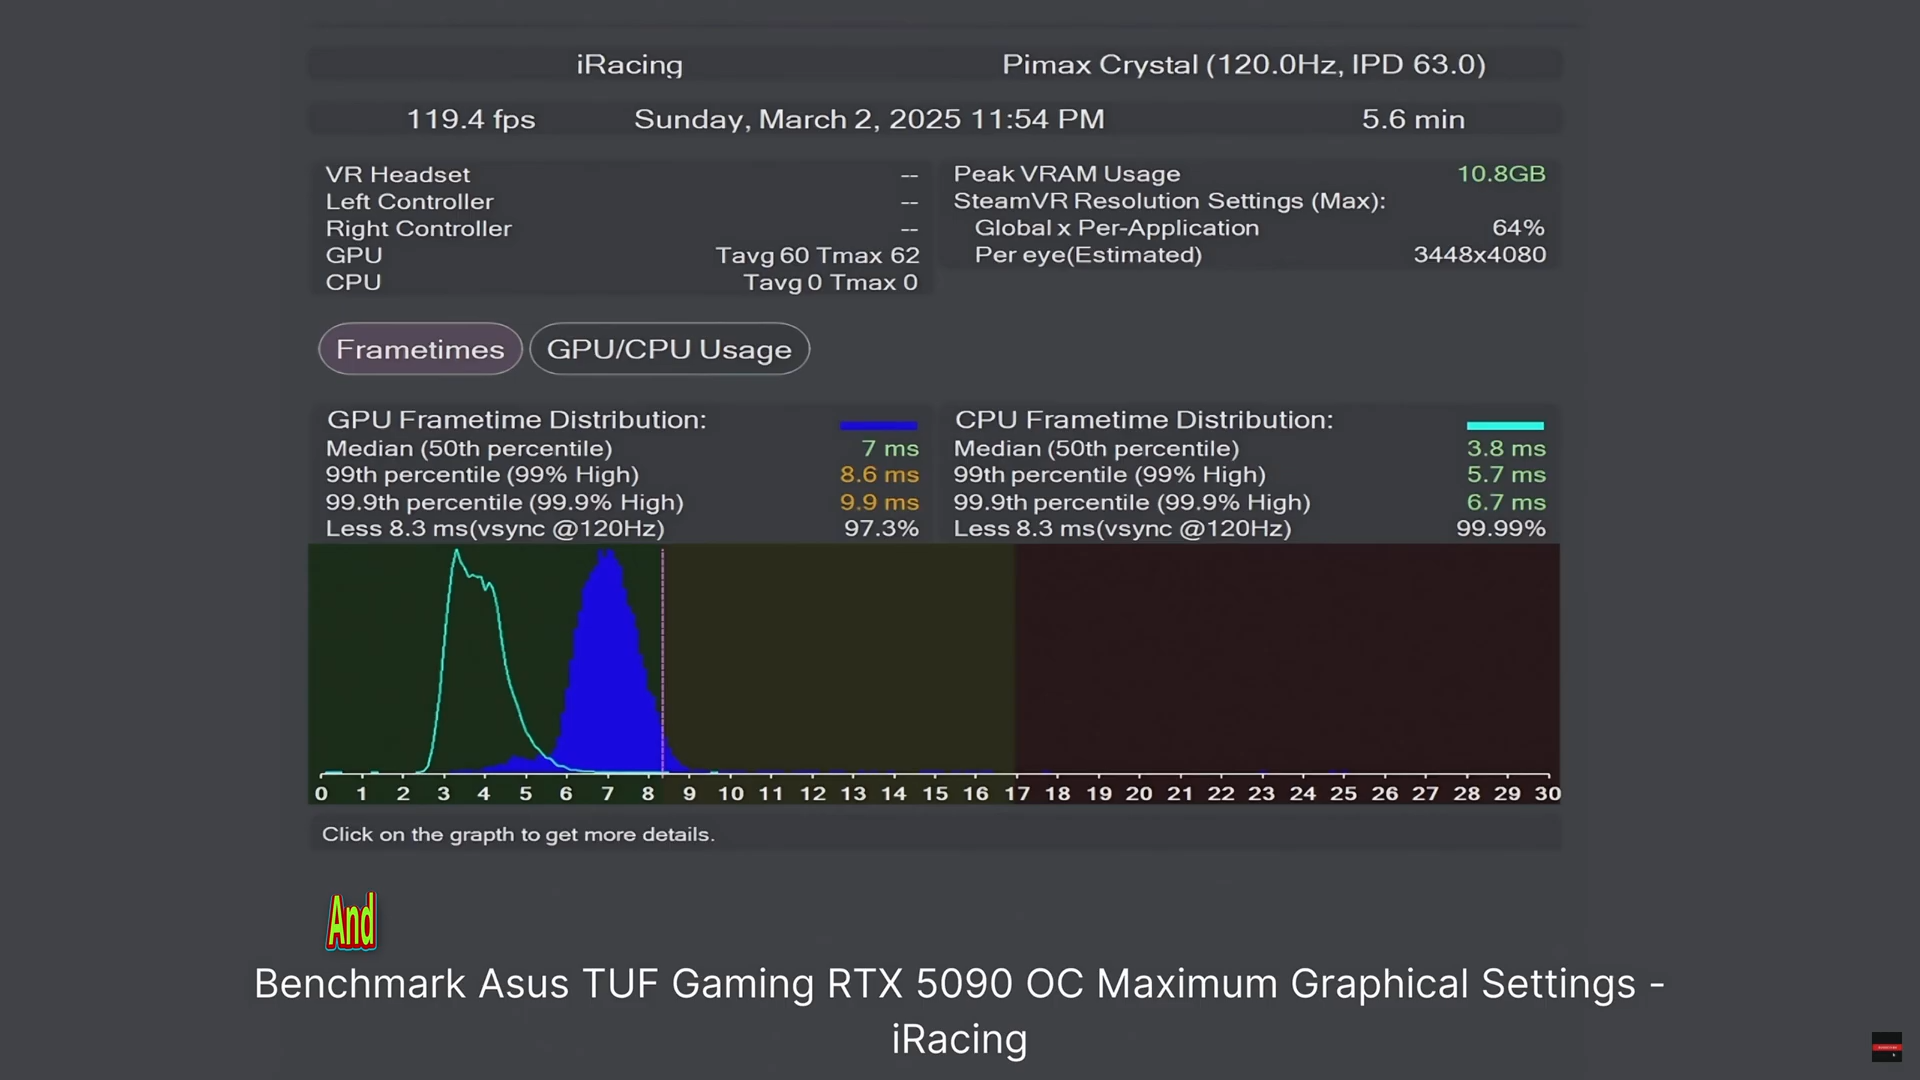 iRacing Pimax Crystal (120.0Hz, IPD 63.0)
119.4 fps Sunday, March 2, 2025 11:54 PM 5.6 min
VR Headset --
Left Controller --
Right Controller --
GPU Tavg 60 Tmax 62
CPU Tavg 0 Tmax 0
Peak VRAM Usage 10.8GB
SteamVR Resolution Settings (Max):
Global x Per-Application 64%
Per eye(Estimated) 3448x4080
Frametimes GPU/CPU Usage
GPU Frametime Distribution:
Median (50th percentile) 7 ms
99th percentile (99% High) 8.6 ms
99.9th percentile (99.9% High) 9.9 ms
Less 8.3 ms(vsync @120Hz) 97.3%
CPU Frametime Distribution:
Median (50th percentile) 3.8 ms
99th percentile (99% High) 5.7 ms
99.9th percentile (99.9% High) 6.7 ms
Less 8.3 ms(vsync @120Hz) 99.99%
0 1 2 3 4 5 6 7 8 9 10 11 12 13 14 15 16 17 18 19 20 21 22 23 24 25 26 27 28 29 30
Click on the grapth to get more details.
And
Benchmark Asus TUF Gaming RTX 5090 OC Maximum Graphical Settings -
iRacing